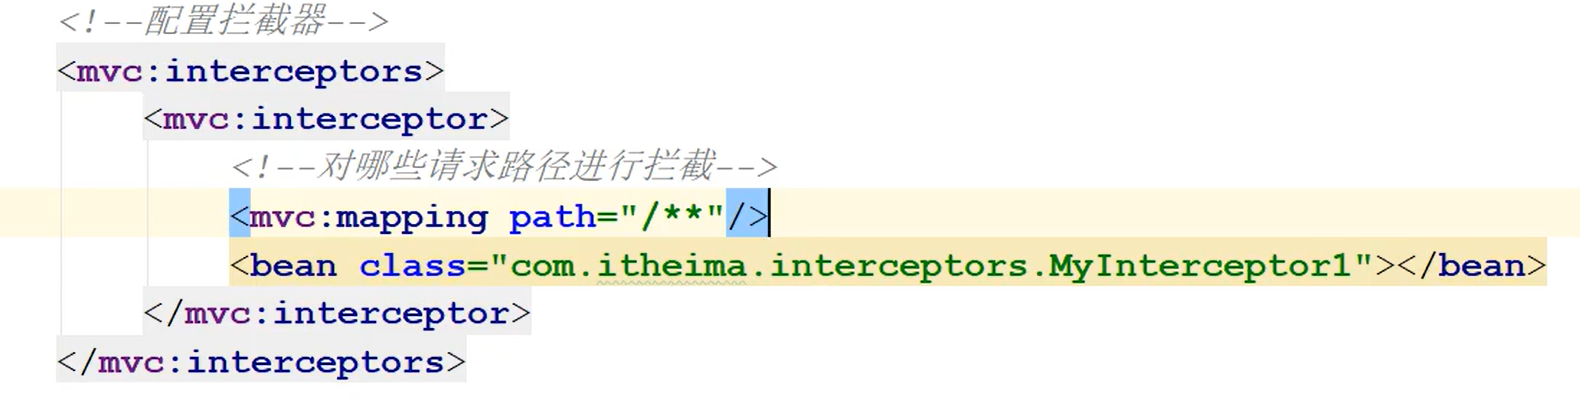 <!--配置拦截器-->
<mvc:interceptors>
<mvc:interceptor>
<!--对哪些请求路径进行拦截-->
<mvc:mapping path="/**"/>
<bean class="com.itheima.interceptors.MyInterceptor1"></bean>
</mvc:interceptor>
</mvc:interceptors>